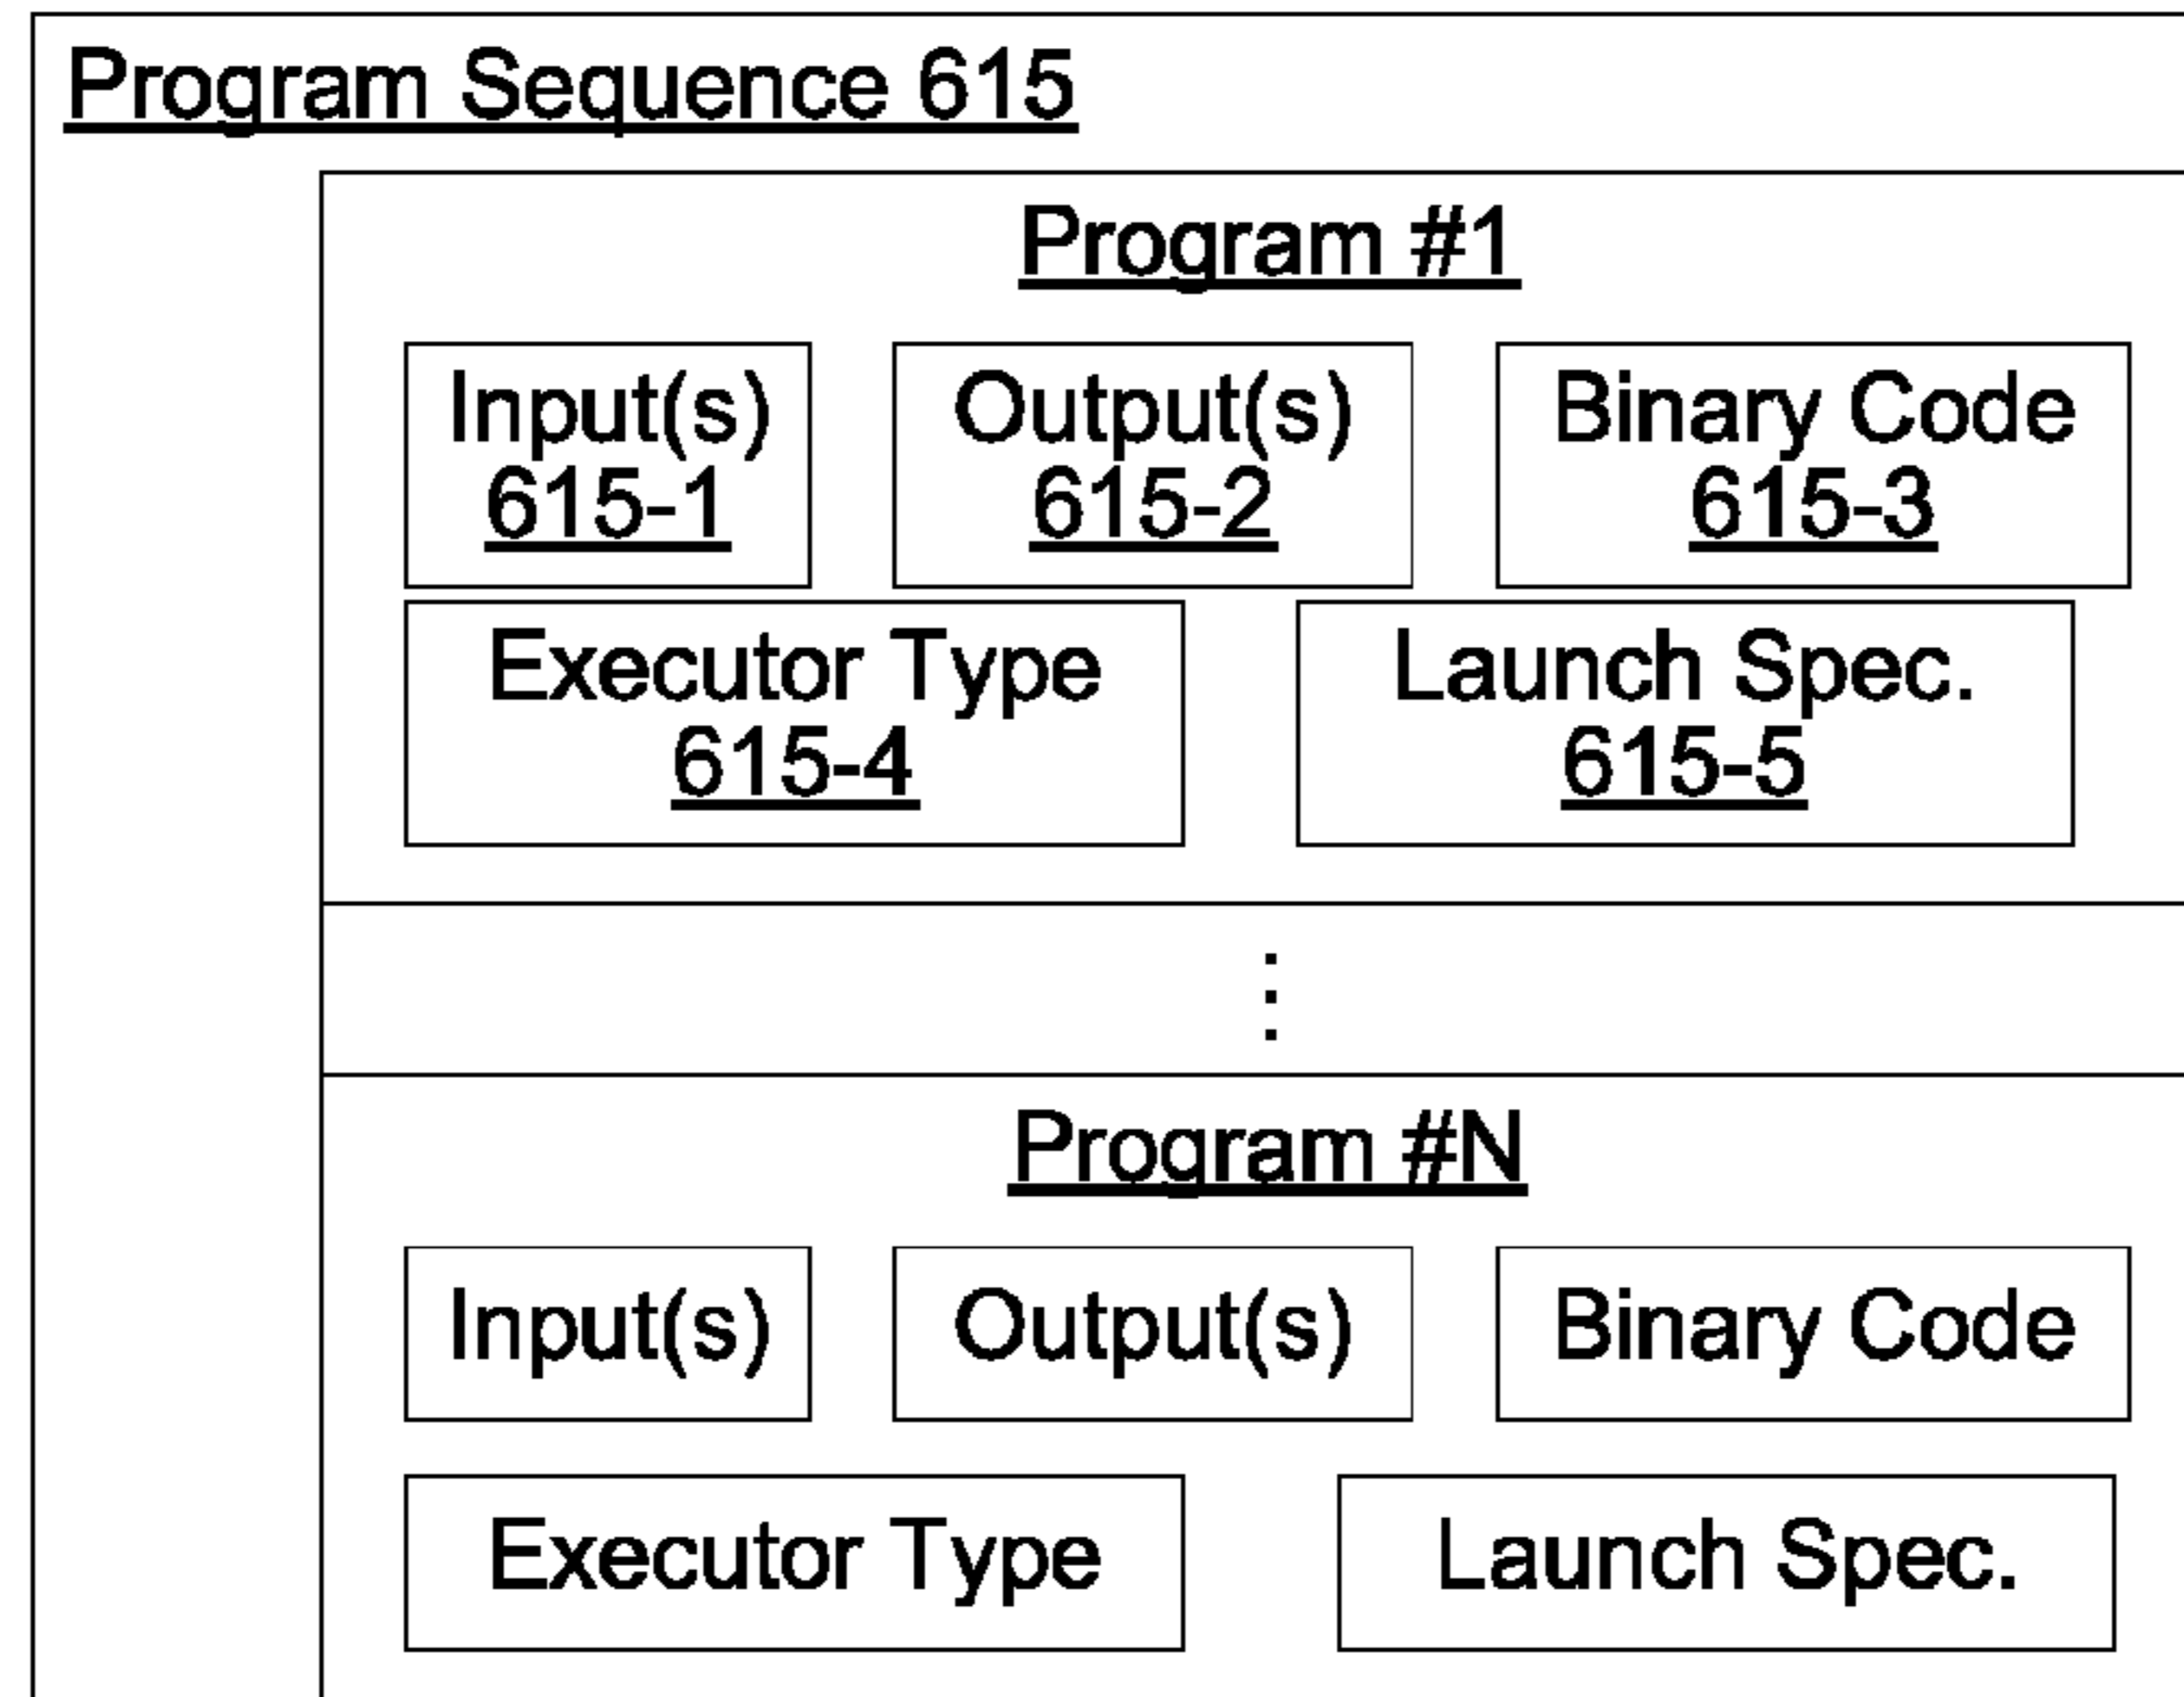 Program Sequence 615
Program #1
Input(s)
615-1
Output(s)
615-2
Binary Code
615-3
Executor Type
615-4
Launch Spec.
615-5
Program #N
Input(s)
Output(s)
Binary Code
Executor Type
Launch Spec.